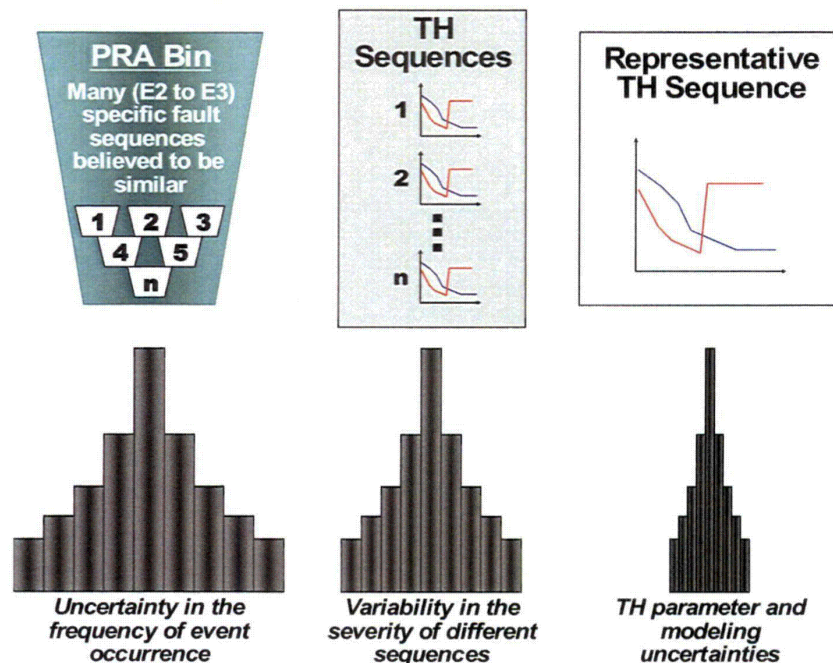 PRA Bin
Many (E2 to E3)
specific fault
sequences
believed to be
similar
1 2 3
4 5
n
TH
Sequences
1
2
n
Representative
TH Sequence
Uncertainty in the
frequency of event
occurrence
Variability in the
severity of different
sequences
TH parameter and
modeling
uncertainties